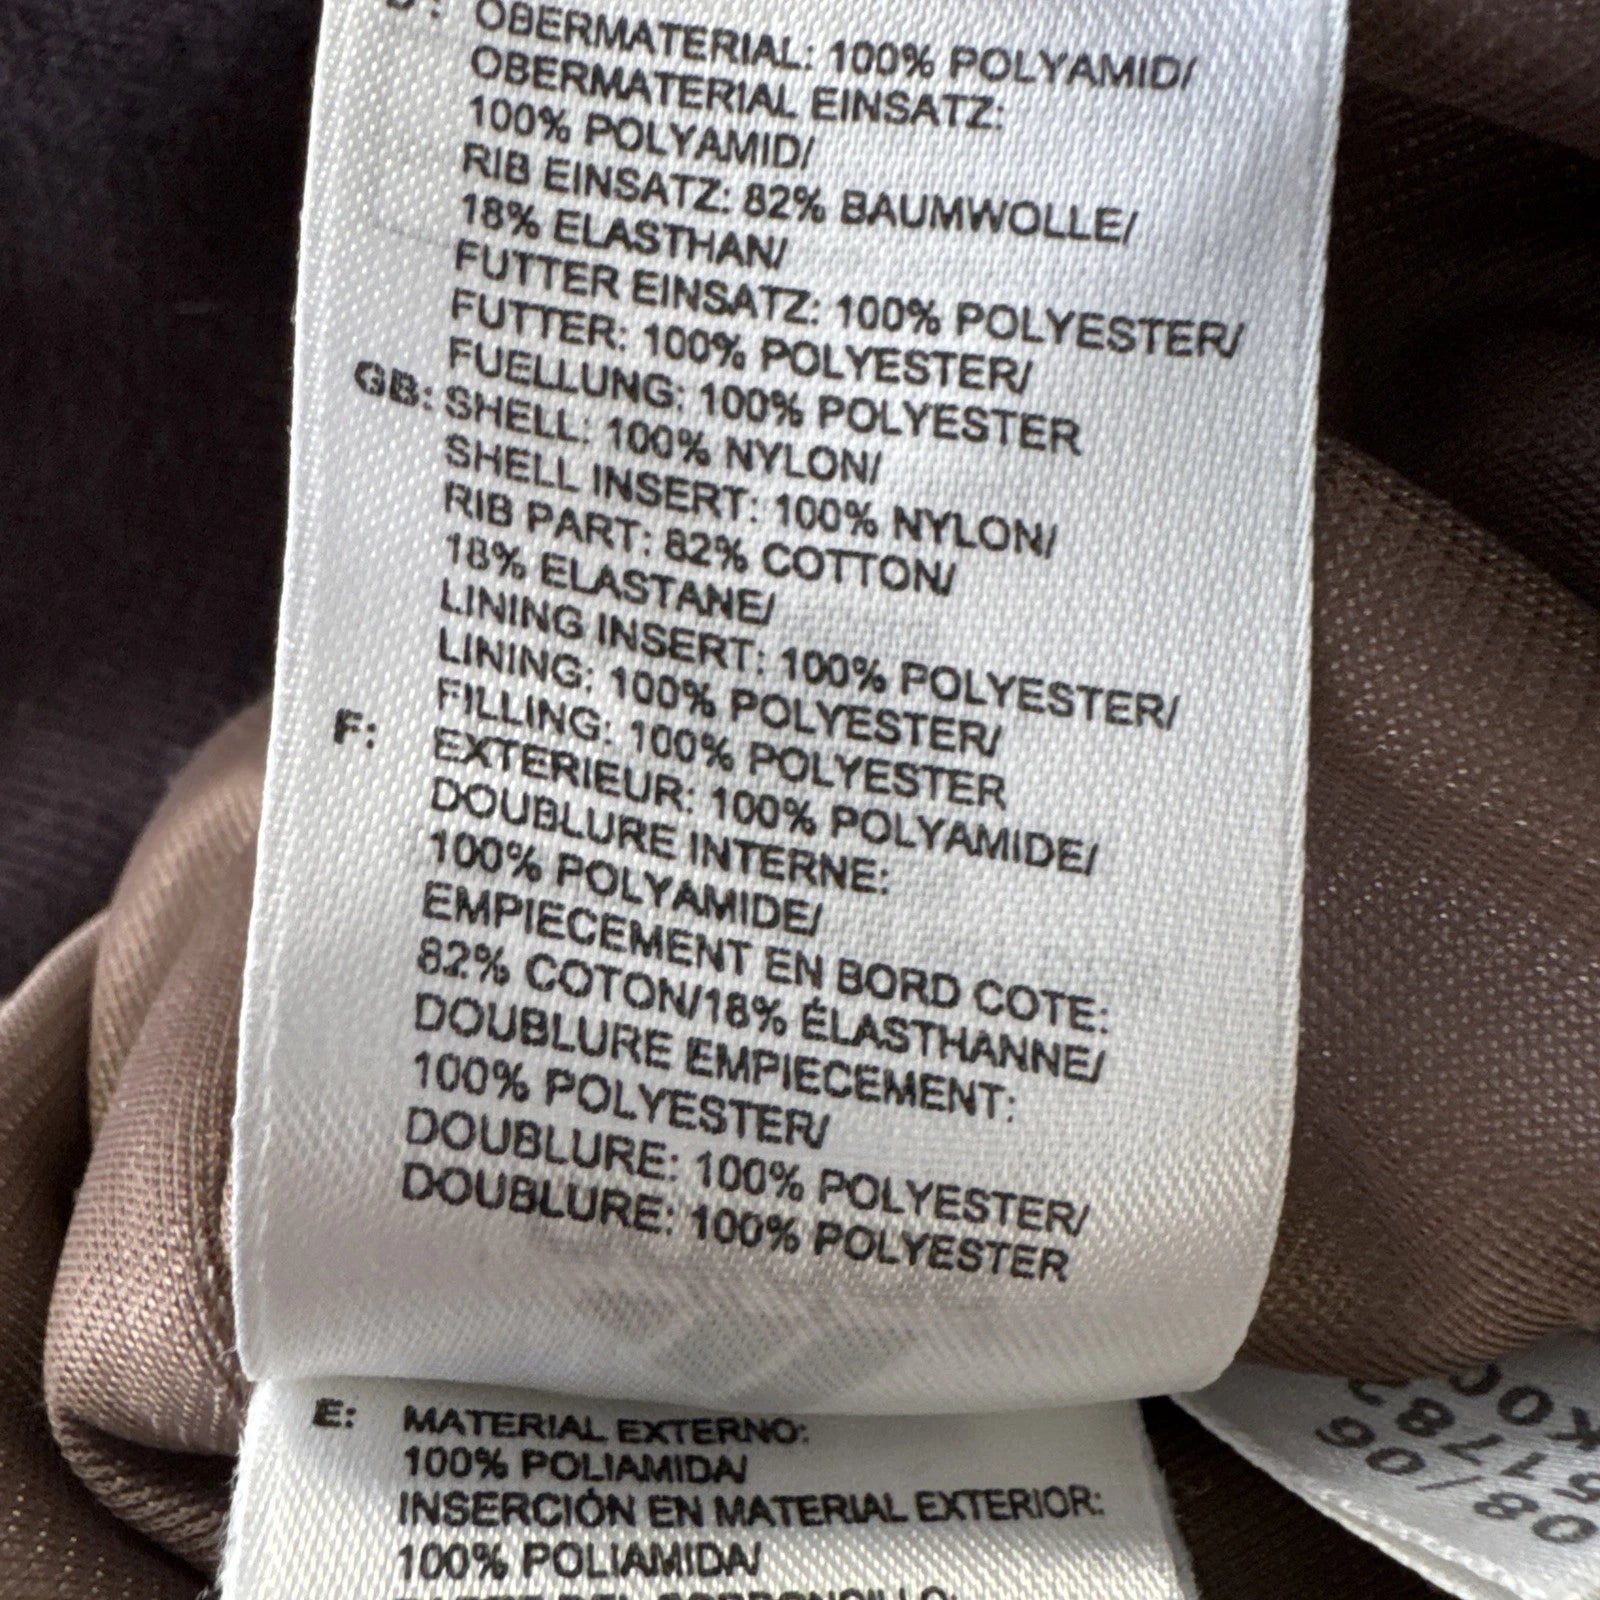 D: OBERMATERIAL: 100% POLYAMID/
OBERMATERIAL EINSATZ:
100% POLYAMID/
RIB EINSATZ: 82% BAUMWOLLE/
18% ELASTHAN/
FUTTER EINSATZ: 100% POLYESTER/
FUTTER: 100% POLYESTER/
FUELLUNG: 100% POLYESTER
GB: SHELL: 100% NYLON/
SHELL INSERT: 100% NYLON/
RIB PART: 82% COTTON/
18% ELASTANE/
LINING INSERT: 100% POLYESTER/
LINING: 100% POLYESTER/
FILLING: 100% POLYESTER
F: EXTERIEUR: 100% POLYAMIDE/
DOUBLURE INTERNE:
100% POLYAMIDE/
EMPIECEMENT EN BORD COTE:
82% COTON/18% ÉLASTHANNE/
DOUBLURE EMPIECEMENT:
100% POLYESTER/
DOUBLURE: 100% POLYESTER/
DOUBLURE: 100% POLYESTER
E: MATERIAL EXTERNO:
100% POLIAMIDA/
INSERCIÓN EN MATERIAL EXTERIOR:
100% POLIAMIDA/
08/06